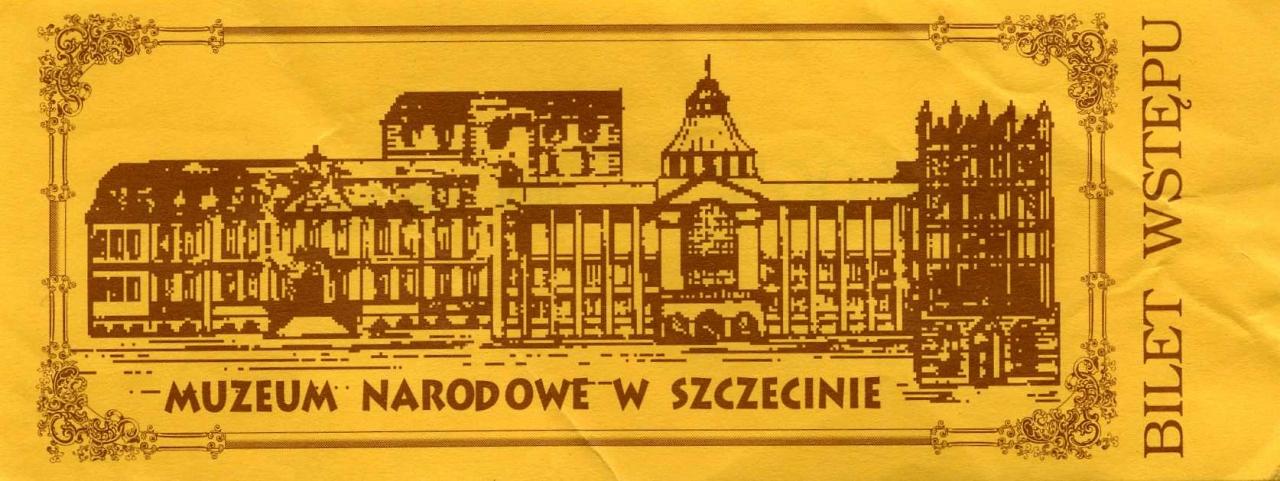 MUZEUM NARODOWE W SZCZECINIE
BILET WSTĘPU